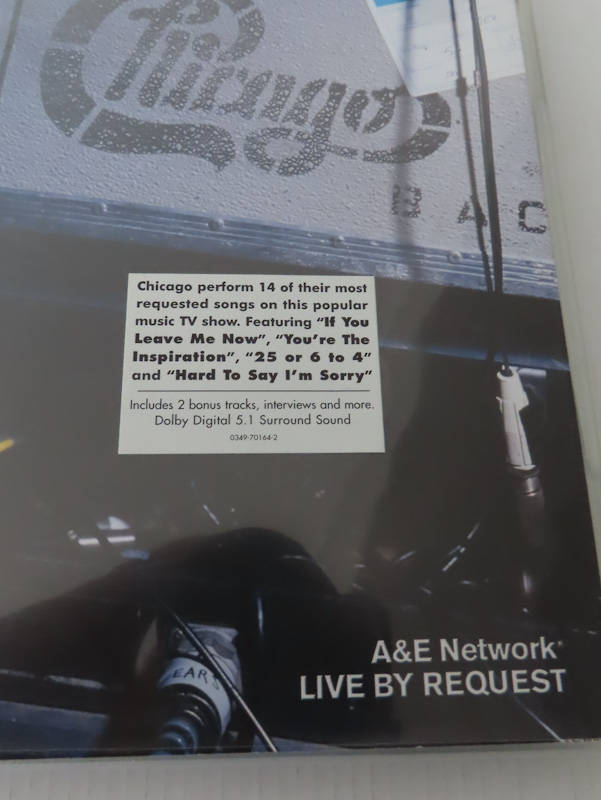 Chicago
BAC
Chicago perform 14 of their most
requested songs on this popular
music TV show. Featuring “If You
Leave Me Now”, “You’re The
Inspiration”, “25 or 6 to 4”
and “Hard To Say I’m Sorry”
Includes 2 bonus tracks, interviews and more.
Dolby Digital 5.1 Surround Sound
0349-70164-2
EARS
A&E Network®
LIVE BY REQUEST